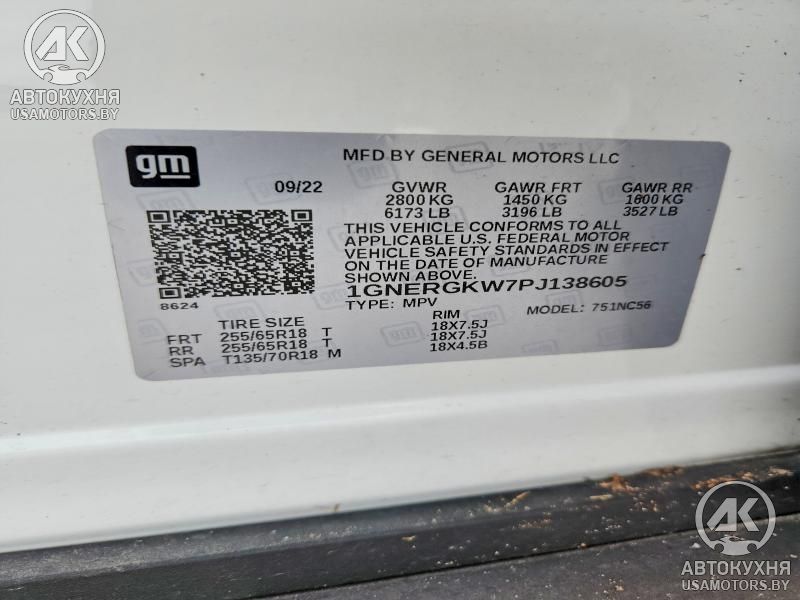 AK
АВТОКУХНЯ
USAMOTORS.BY
gm
MFD BY GENERAL MOTORS LLC
09/22 GVWR GAWR FRT GAWR RR
2800 KG 1450 KG 1600 KG
6173 LB 3196 LB 3527 LB
THIS VEHICLE CONFORMS TO ALL
APPLICABLE U.S. FEDERAL MOTOR
VEHICLE SAFETY STANDARDS IN EFFECT
ON THE DATE OF MANUFACTURE
SHOWN ABOVE.
8624 1GNERGKW7PJ138605
TYPE: MPV MODEL: 751NC56
TIRE SIZE RIM
FRT 255/65R18 T 18X7.5J
RR 255/65R18 T 18X7.5J
SPA T135/70R18 M 18X4.5B
AK
АВТОКУХНЯ
USAMOTORS.BY